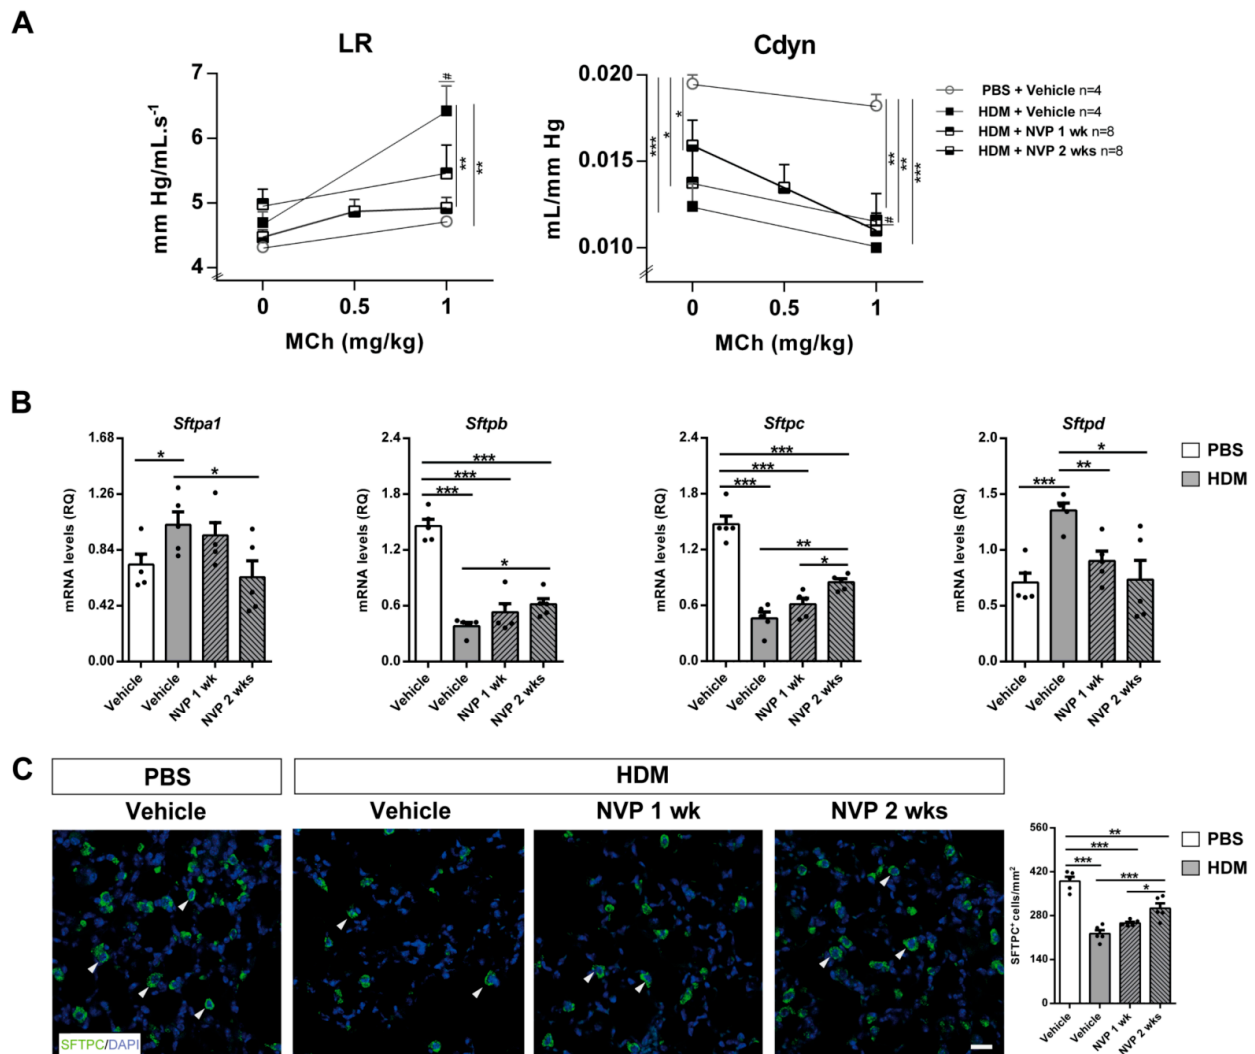 A
LR
mm Hg/mL.s-1
7
6
5
4
0
0.5
1
MCh (mg/kg)
#
**
**
Cdyn
mL/mm Hg
0.020
0.015
0.010
0
0.5
1
MCh (mg/kg)
***
*
*
**
**
***
#
PBS + Vehicle n=4
HDM + Vehicle n=4
HDM + NVP 1 wk n=8
HDM + NVP 2 wks n=8
B
Sftpa1
mRNA levels (RQ)
1.68
1.26
0.84
0.42
0.00
*
*
Vehicle
Vehicle
NVP 1 wk
NVP 2 wks
Sftpb
mRNA levels (RQ)
2.4
1.8
1.2
0.6
0.0
***
***
***
*
Vehicle
Vehicle
NVP 1 wk
NVP 2 wks
Sftpc
mRNA levels (RQ)
2.4
1.8
1.2
0.6
0.0
***
***
***
**
*
Vehicle
Vehicle
NVP 1 wk
NVP 2 wks
Sftpd
mRNA levels (RQ)
2.0
1.5
1.0
0.5
0.0
*
**
***
Vehicle
Vehicle
NVP 1 wk
NVP 2 wks
PBS
HDM
C
PBS
HDM
Vehicle
Vehicle
NVP 1 wk
NVP 2 wks
SFTPC/DAPI
SFTPC+ cells/mm2
560
420
280
140
0
**
***
***
***
*
Vehicle
Vehicle
NVP 1 wk
NVP 2 wks
PBS
HDM